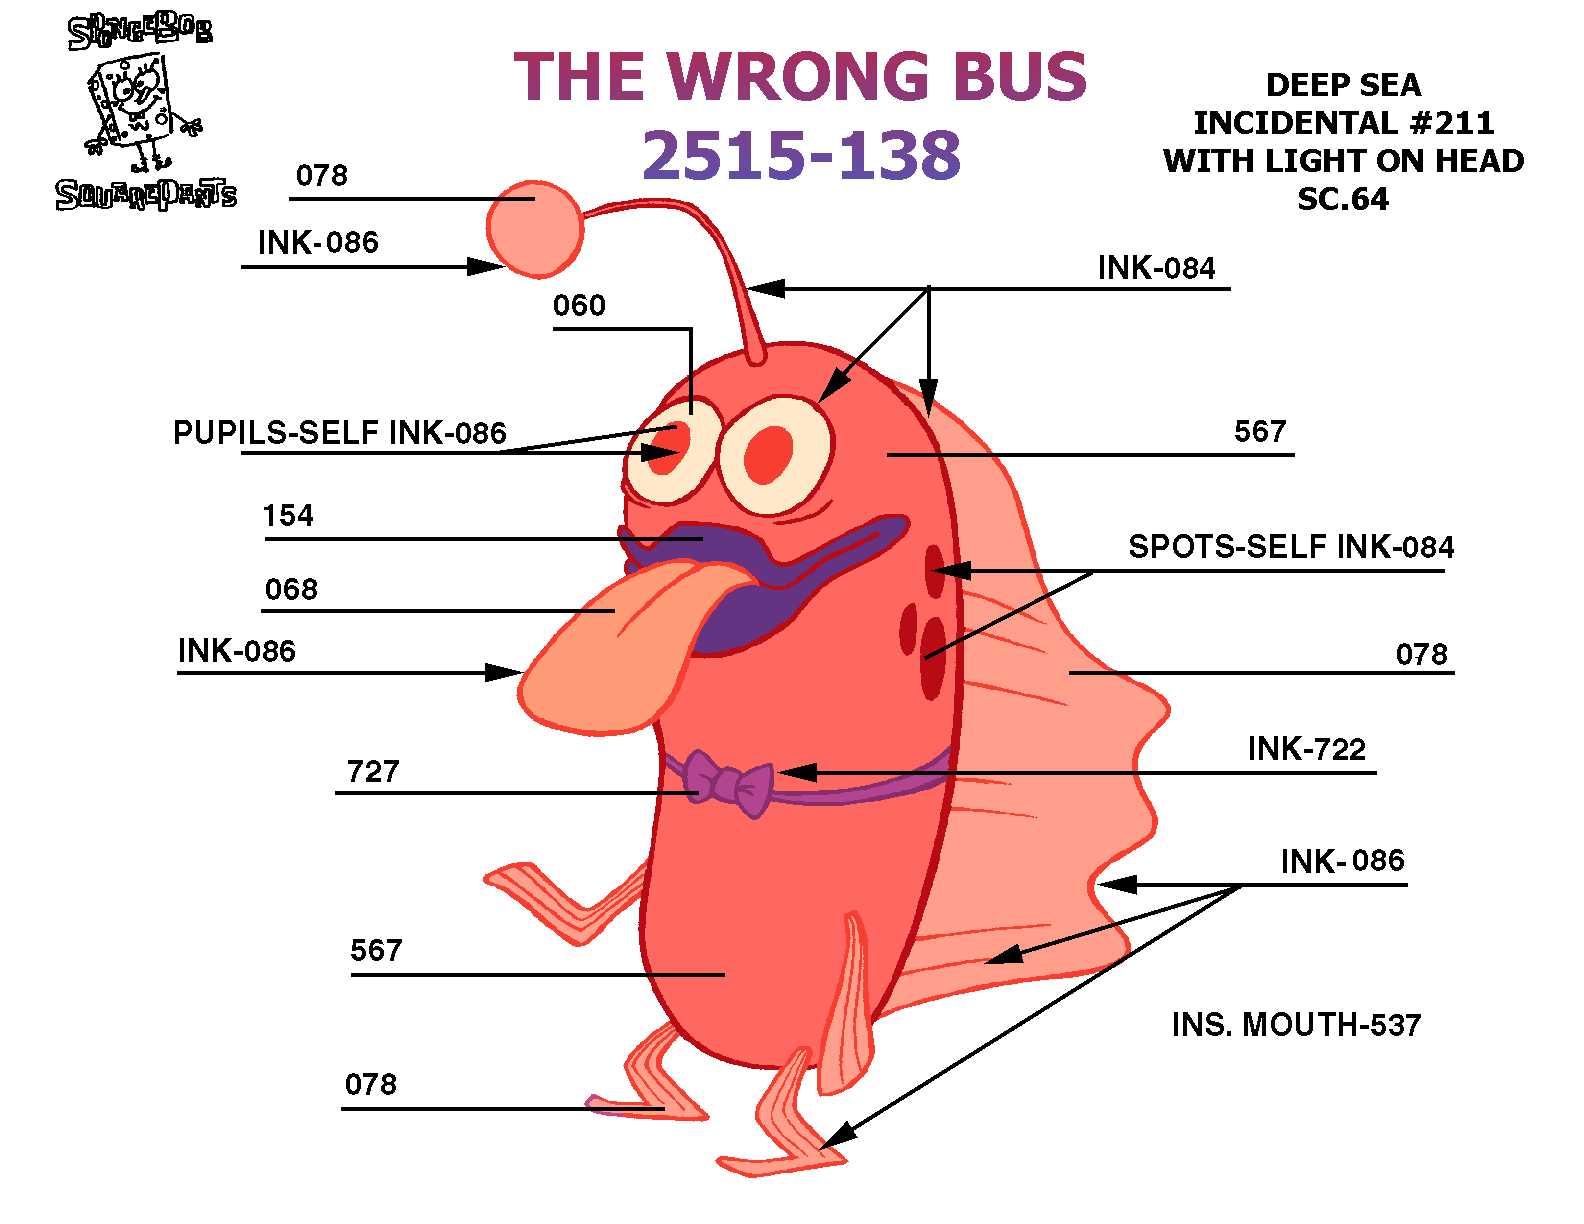 SPONGEBOB
SQUAREPANTS
THE WRONG BUS
2515-138
DEEP SEA
INCIDENTAL #211
WITH LIGHT ON HEAD
SC.64
078
INK-086
INK-084
060
PUPILS-SELF INK-086
567
154
SPOTS-SELF INK-084
068
INK-086
078
INK-722
727
INK-086
567
INS. MOUTH-537
078